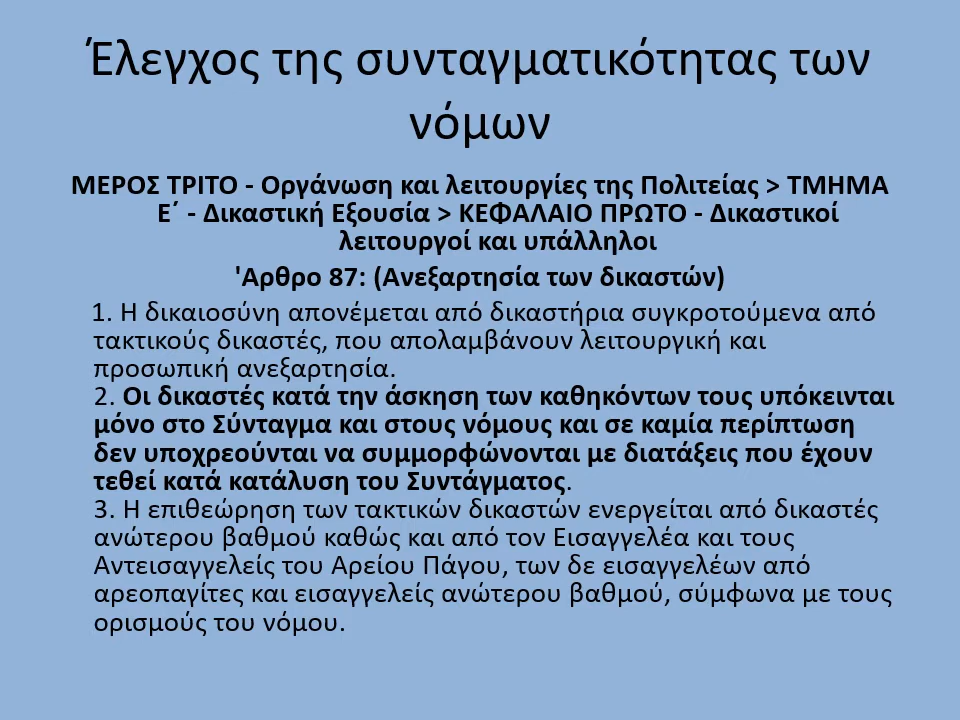 Έλεγχος της συνταγματικότητας των
νόμων
ΜΕΡΟΣ ΤΡΙΤΟ - Οργάνωση και λειτουργίες της Πολιτείας > ΤΜΗΜΑ
Ε΄ - Δικαστική Εξουσία > ΚΕΦΑΛΑΙΟ ΠΡΩΤΟ - Δικαστικοί
λειτουργοί και υπάλληλοι
'Αρθρο 87: (Ανεξαρτησία των δικαστών)
1. Η δικαιοσύνη απονέμεται από δικαστήρια συγκροτούμενα από
τακτικούς δικαστές, που απολαμβάνουν λειτουργική και
προσωπική ανεξαρτησία.
2. Οι δικαστές κατά την άσκηση των καθηκόντων τους υπόκεινται
μόνο στο Σύνταγμα και στους νόμους και σε καμία περίπτωση
δεν υποχρεούνται να συμμορφώνονται με διατάξεις που έχουν
τεθεί κατά κατάλυση του Συντάγματος.
3. Η επιθεώρηση των τακτικών δικαστών ενεργείται από δικαστές
ανώτερου βαθμού καθώς και από τον Εισαγγελέα και τους
Αντεισαγγελείς του Αρείου Πάγου, των δε εισαγγελέων από
αρεοπαγίτες και εισαγγελείς ανώτερου βαθμού, σύμφωνα με τους
ορισμούς του νόμου.